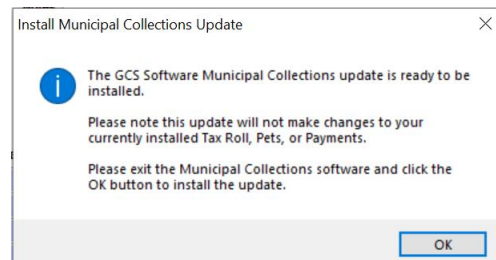 Install Municipal Collections Update
The GCS Software Municipal Collections update is ready to be
installed.
Please note this update will not make changes to your
currently installed Tax Roll, Pets, or Payments.
Please exit the Municipal Collections software and click the
OK button to install the update.
OK